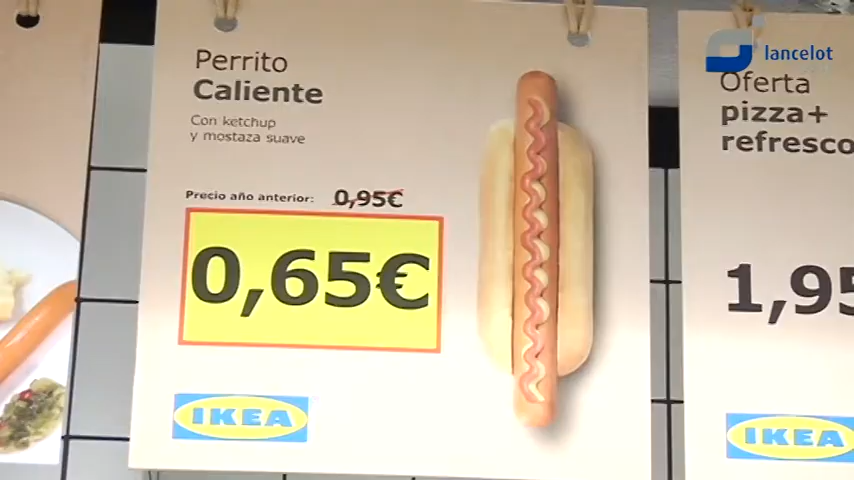 Perrito
Caliente
Con ketchup
y mostaza suave
Precio año anterior: 0,95€
0,65€
IKEA
lancelot
Oferta
pizza+
refresco
1,95
IKEA